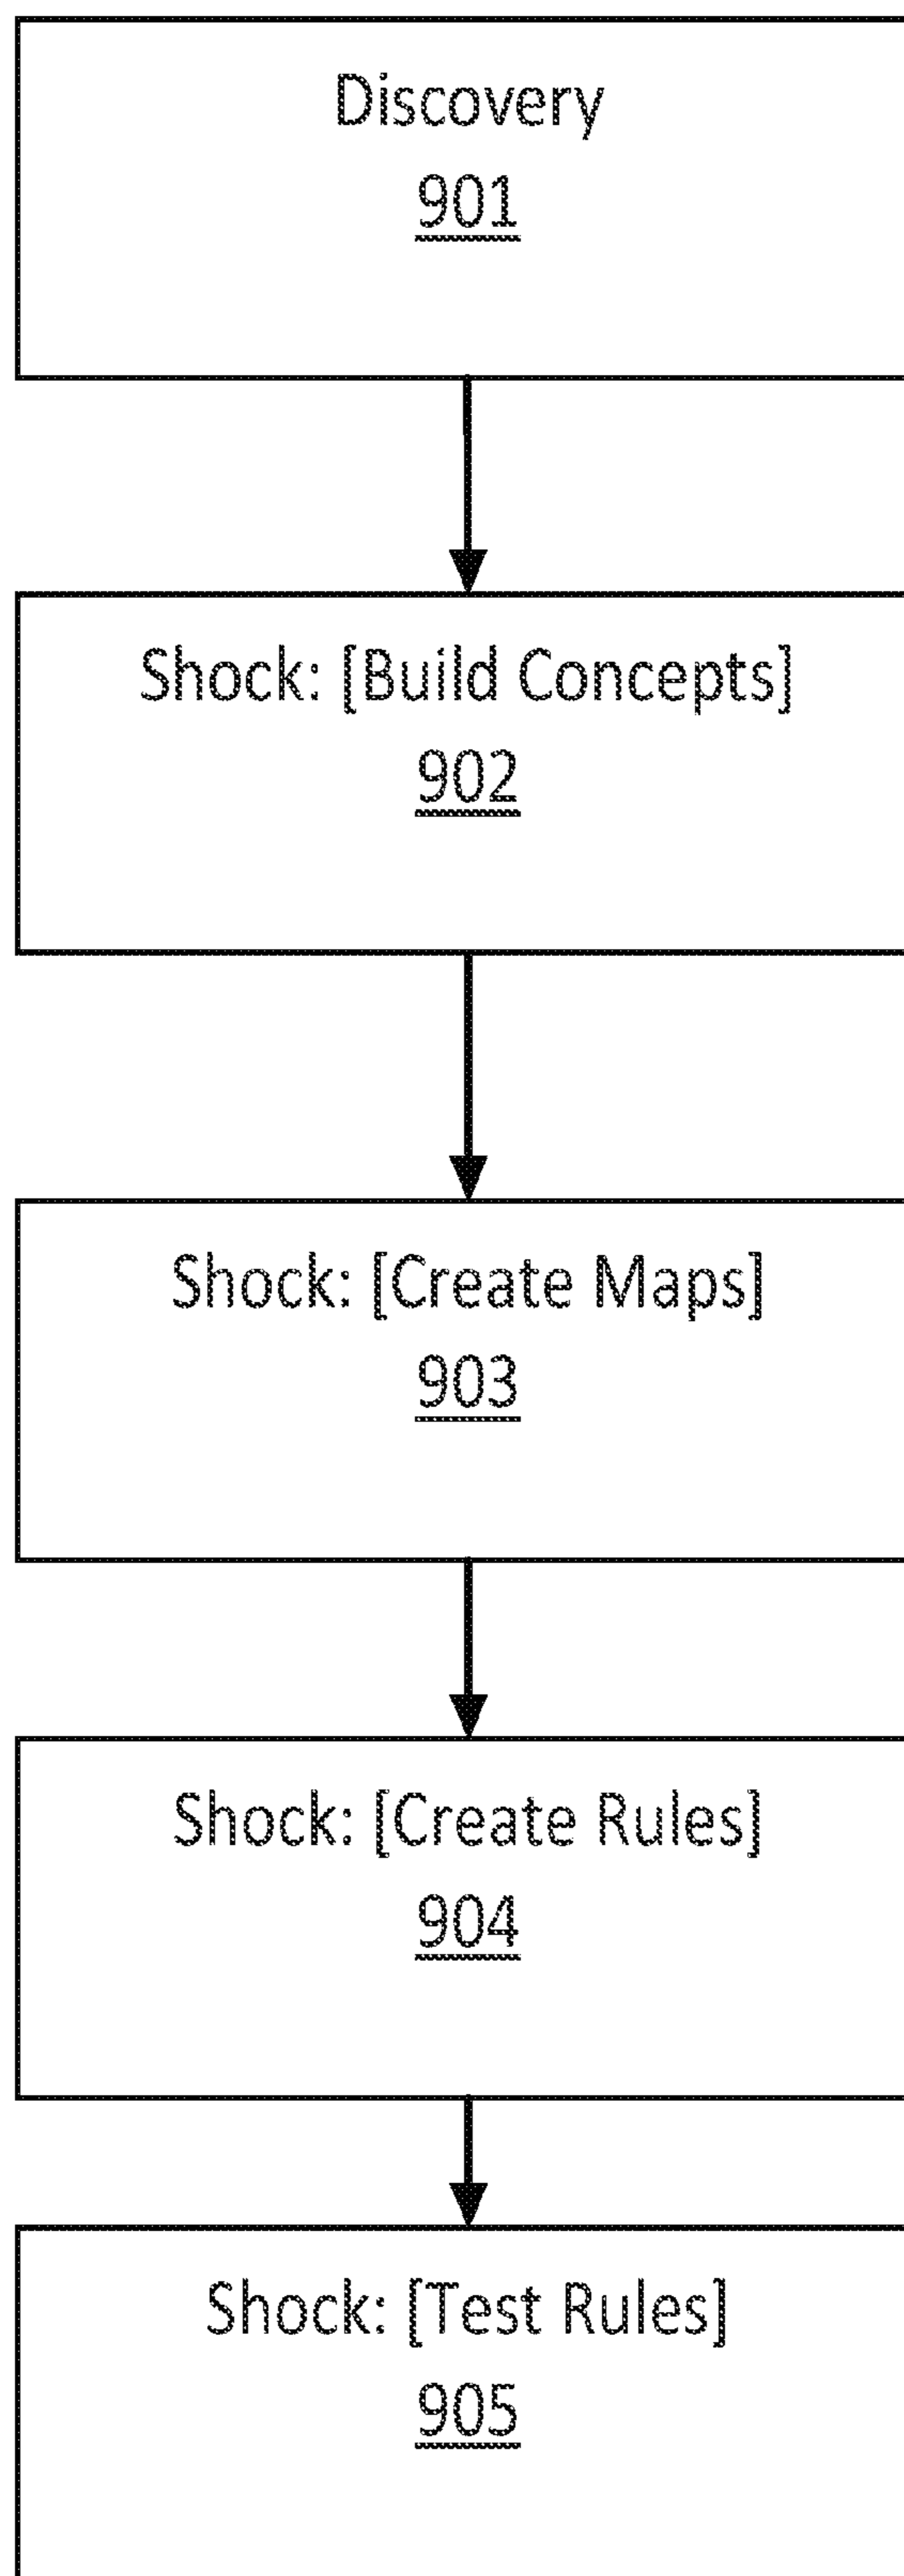 Discovery
901
Shock: [Build Concepts]
902
Shock: [Create Maps]
903
Shock: [Create Rules]
904
Shock: [Test Rules]
905